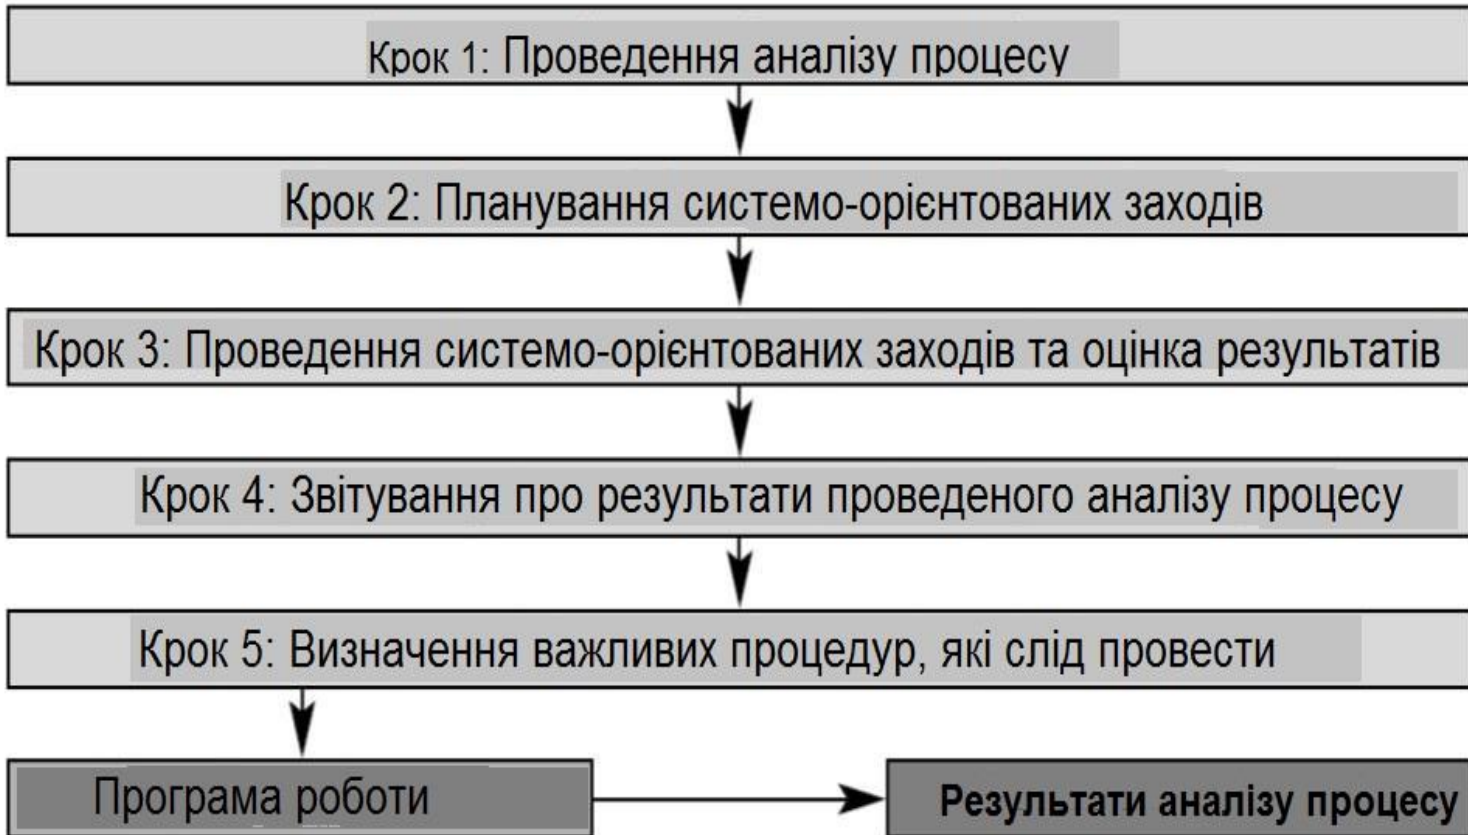 Крок 1: Проведення аналізу процесу
Крок 2: Планування системо-орієнтованих заходів
Крок 3: Проведення системо-орієнтованих заходів та оцінка результатів
Крок 4: Звітування про результати проведеного аналізу процесу
Крок 5: Визначення важливих процедур, які слід провести
Програма роботи
Результати аналізу процесу